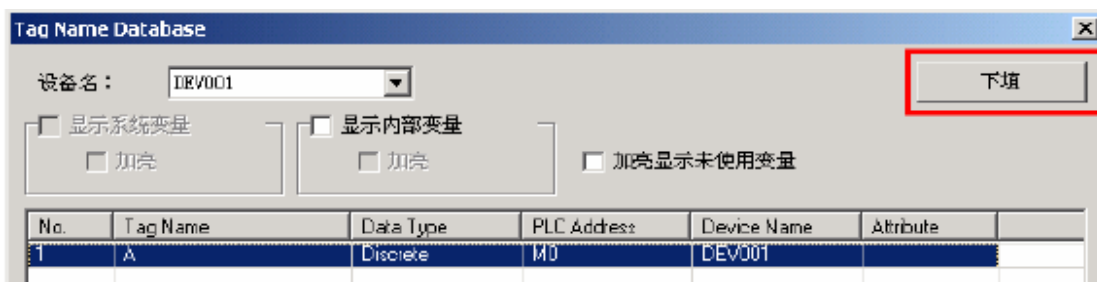 Tag Name Database
设备名： DEV001 下填
显示系统变量 显示内部变量
加亮 加亮 加亮显示未使用变量
No. Tag Name Data Type PLC Address Device Name Attribute
1 A Discrete M0 DEV001